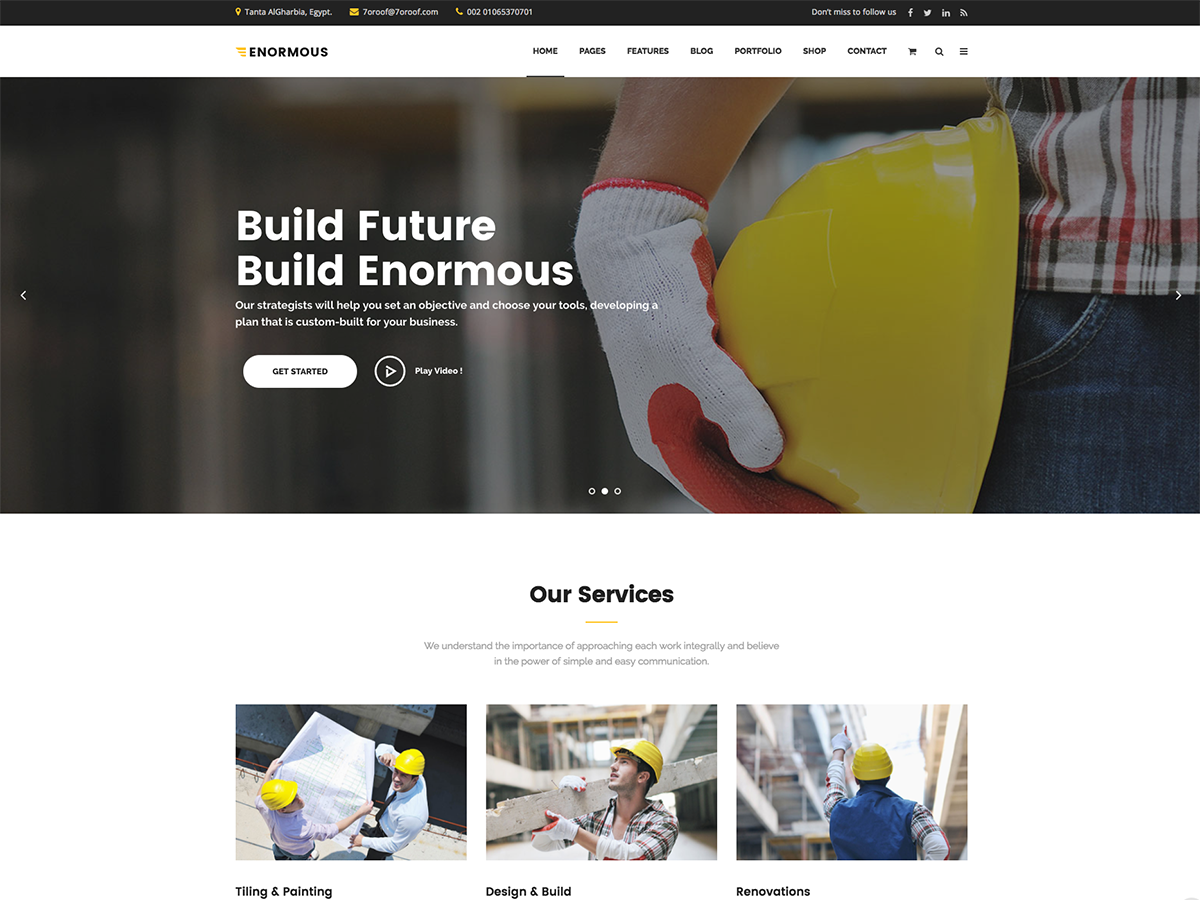 Tanta AlGharbia, Egypt. 7oroof@7oroof.com 002 01065370701 Don't miss to follow us
ENORMOUS HOME PAGES FEATURES BLOG PORTFOLIO SHOP CONTACT
Build Future
Build Enormous
Our strategists will help you set an objective and choose your tools, developing a
plan that is custom-built for your business.
GET STARTED Play Video !
Our Services
We understand the importance of approaching each work integrally and believe
in the power of simple and easy communication.
Tiling & Painting Design & Build Renovations